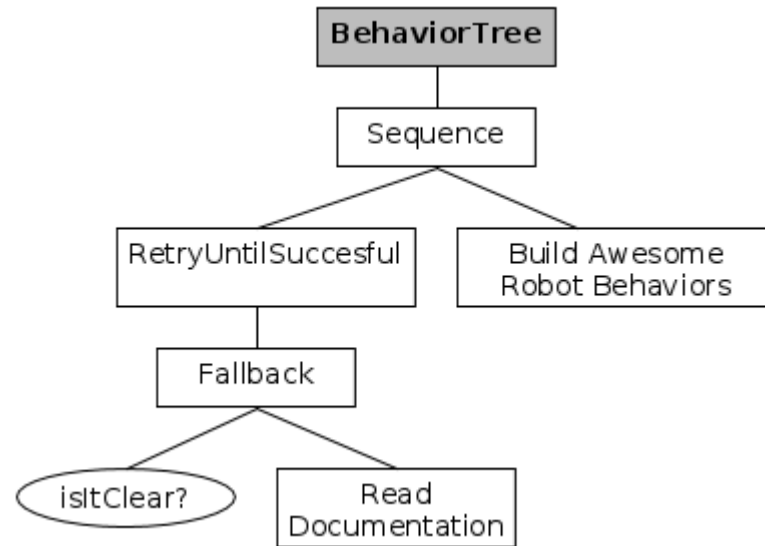 BehaviorTree
Sequence
RetryUntilSuccesful
Build Awesome
Robot Behaviors
Fallback
isItClear?
Read
Documentation